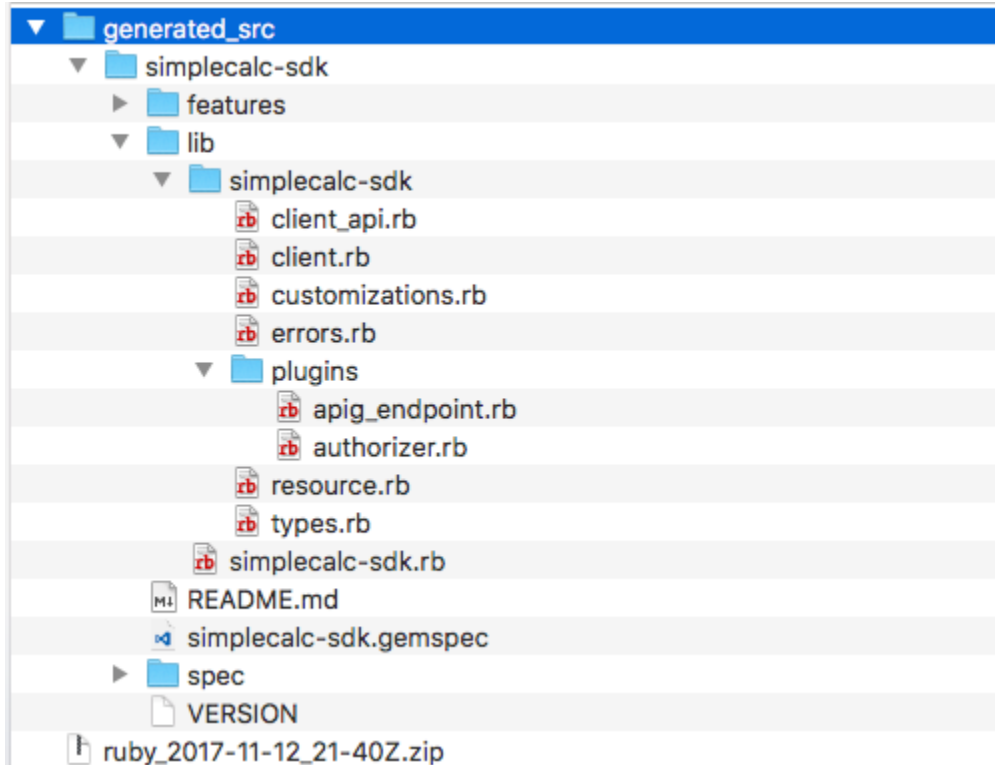 generated_src
simplecalc-sdk
features
lib
simplecalc-sdk
client_api.rb
client.rb
customizations.rb
errors.rb
plugins
apig_endpoint.rb
authorizer.rb
resource.rb
types.rb
simplecalc-sdk.rb
README.md
simplecalc-sdk.gemspec
spec
VERSION
ruby_2017-11-12_21-40Z.zip